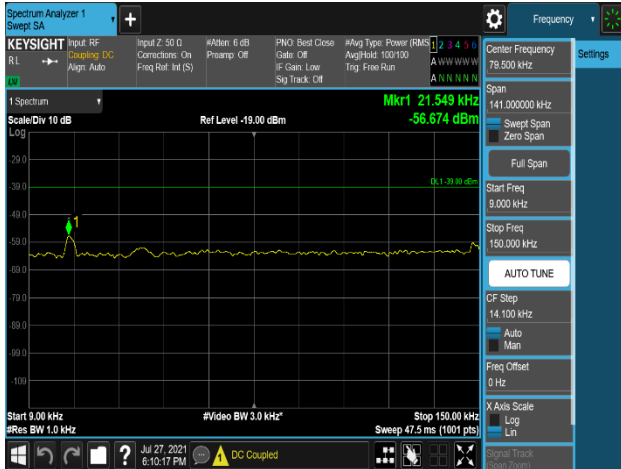 Spectrum Analyzer 1
Swept SA
+
Frequency
KEYSIGHT
RL
LU
Input: RF
Coupling: DC
Align: Auto
Input Z: 50 Ω
Corrections: On
Freq Ref: Int (S)
#Atten: 6 dB
Preamp: Off
PNO: Best Close
Gate: Off
IF Gain: Low
Sig Track: Off
#Avg Type: Power (RMS
Avg|Hold: 100/100
Trig: Free Run
1 2 3 4 5 6
A WW WW W
A N N N N N
1 Spectrum
Scale/Div 10 dB
Log
Ref Level -19.00 dBm
Mkr1 21.549 kHz
-56.674 dBm
-29.0
-39.0
-49.0
-59.0
-69.0
-79.0
-89.0
-99.0
-109
DL1 -39.00 dBm
1
Start 9.00 kHz
#Res BW 1.0 kHz
#Video BW 3.0 kHz*
Stop 150.00 kHz
Sweep 47.5 ms (1001 pts)
Center Frequency
79.500 kHz
Settings
Span
141.000000 kHz
Swept Span
Zero Span
Full Span
Start Freq
9.000 kHz
Stop Freq
150.000 kHz
AUTO TUNE
CF Step
14.100 kHz
Auto
Man
Freq Offset
0 Hz
X Axis Scale
Log
Lin
Signal Track
(Span Zoom)
?
Jul 27, 2021
6:10:17 PM
DC Coupled